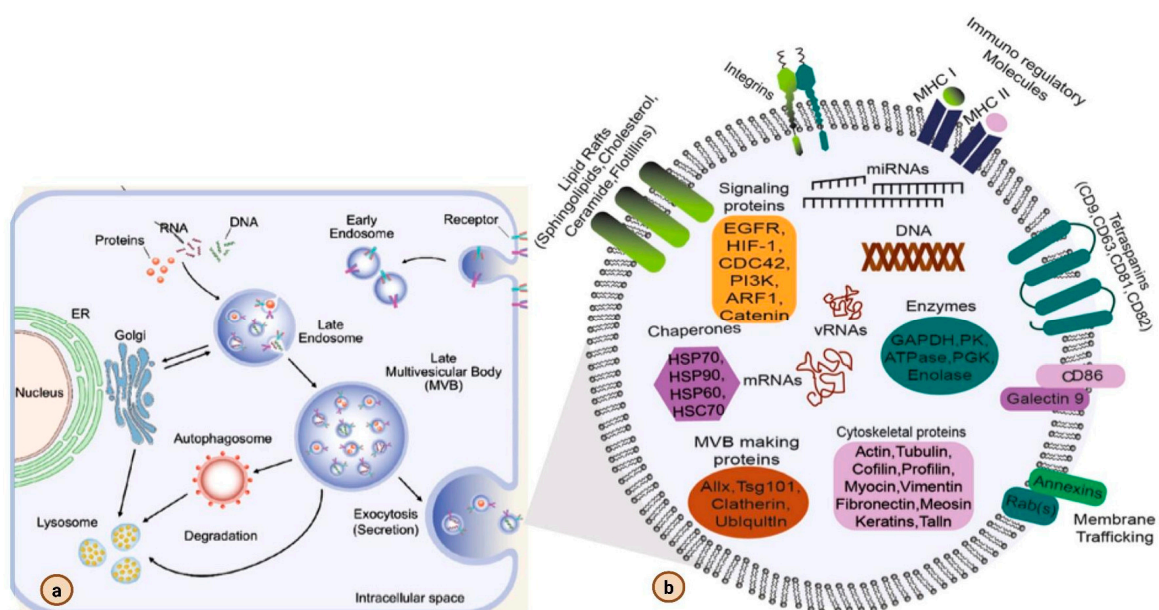 Proteins
RNA
DNA
Early
Endosome
Receptor
ER
Golgi
Late
Endosome
Nucleus
Late
Multivesicular Body
(MVB)
Autophagosome
Lysosome
Degradation
Exocytosis
(Secretion)
Intracellular space
a
Immuno regulatory
Molecules
Integrins
MHC I
MHC II
Lipid Rafts
(Sphingolipids,Cholesterol,
Ceramide,Flotillins)
miRNAs
Signaling
proteins
EGFR,
HIF-1,
CDC42,
PI3K,
ARF1,
Catenin
DNA
Tetraspanins
(CD9,CD63,CD81,CD82)
vRNAs
Enzymes
GAPDH,PK,
ATPase,PGK,
Enolase
Chaperones
HSP70,
HSP90,
HSP60,
HSC70
mRNAs
CD86
Galectin 9
MVB making
proteins
Allx,Tsg101,
Clatherin,
UbIquItIn
Cytoskeletal proteins
Actin,Tubulin,
Cofilin,Profilin,
Myocin,Vimentin
Fibronectin,Meosin
Keratins,Talln
Annexins
Rab(s)
Membrane
Trafficking
b